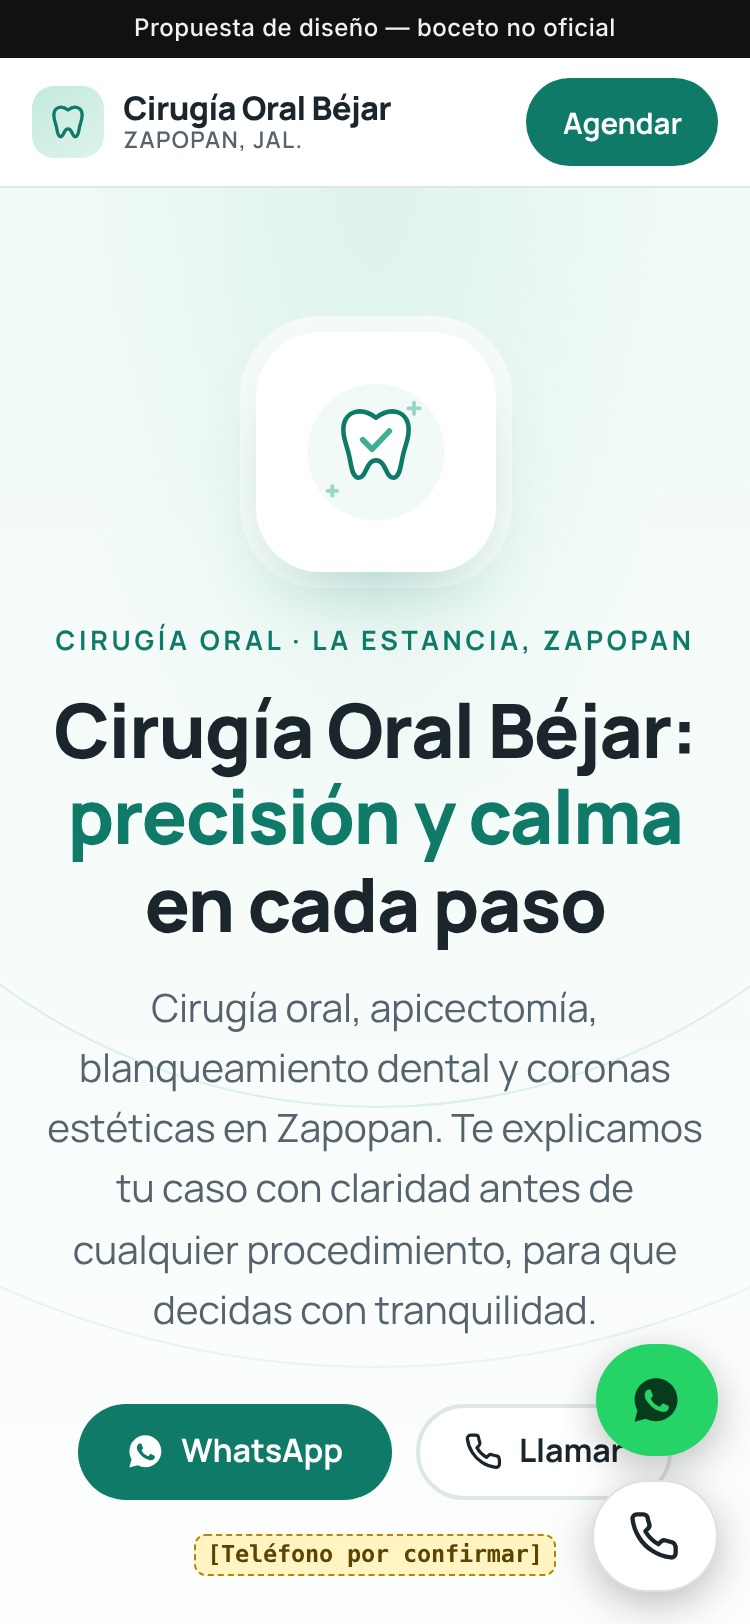 Propuesta de diseño — boceto no oficial
Cirugía Oral Béjar
ZAPOPAN, JAL.
Agendar
CIRUGÍA ORAL · LA ESTANCIA, ZAPOPAN
Cirugía Oral Béjar:
precisión y calma
en cada paso
Cirugía oral, apicectomía,
blanqueamiento dental y coronas
estéticas en Zapopan. Te explicamos
tu caso con claridad antes de
cualquier procedimiento, para que
decidas con tranquilidad.
WhatsApp
Llamar
[Teléfono por confirmar]